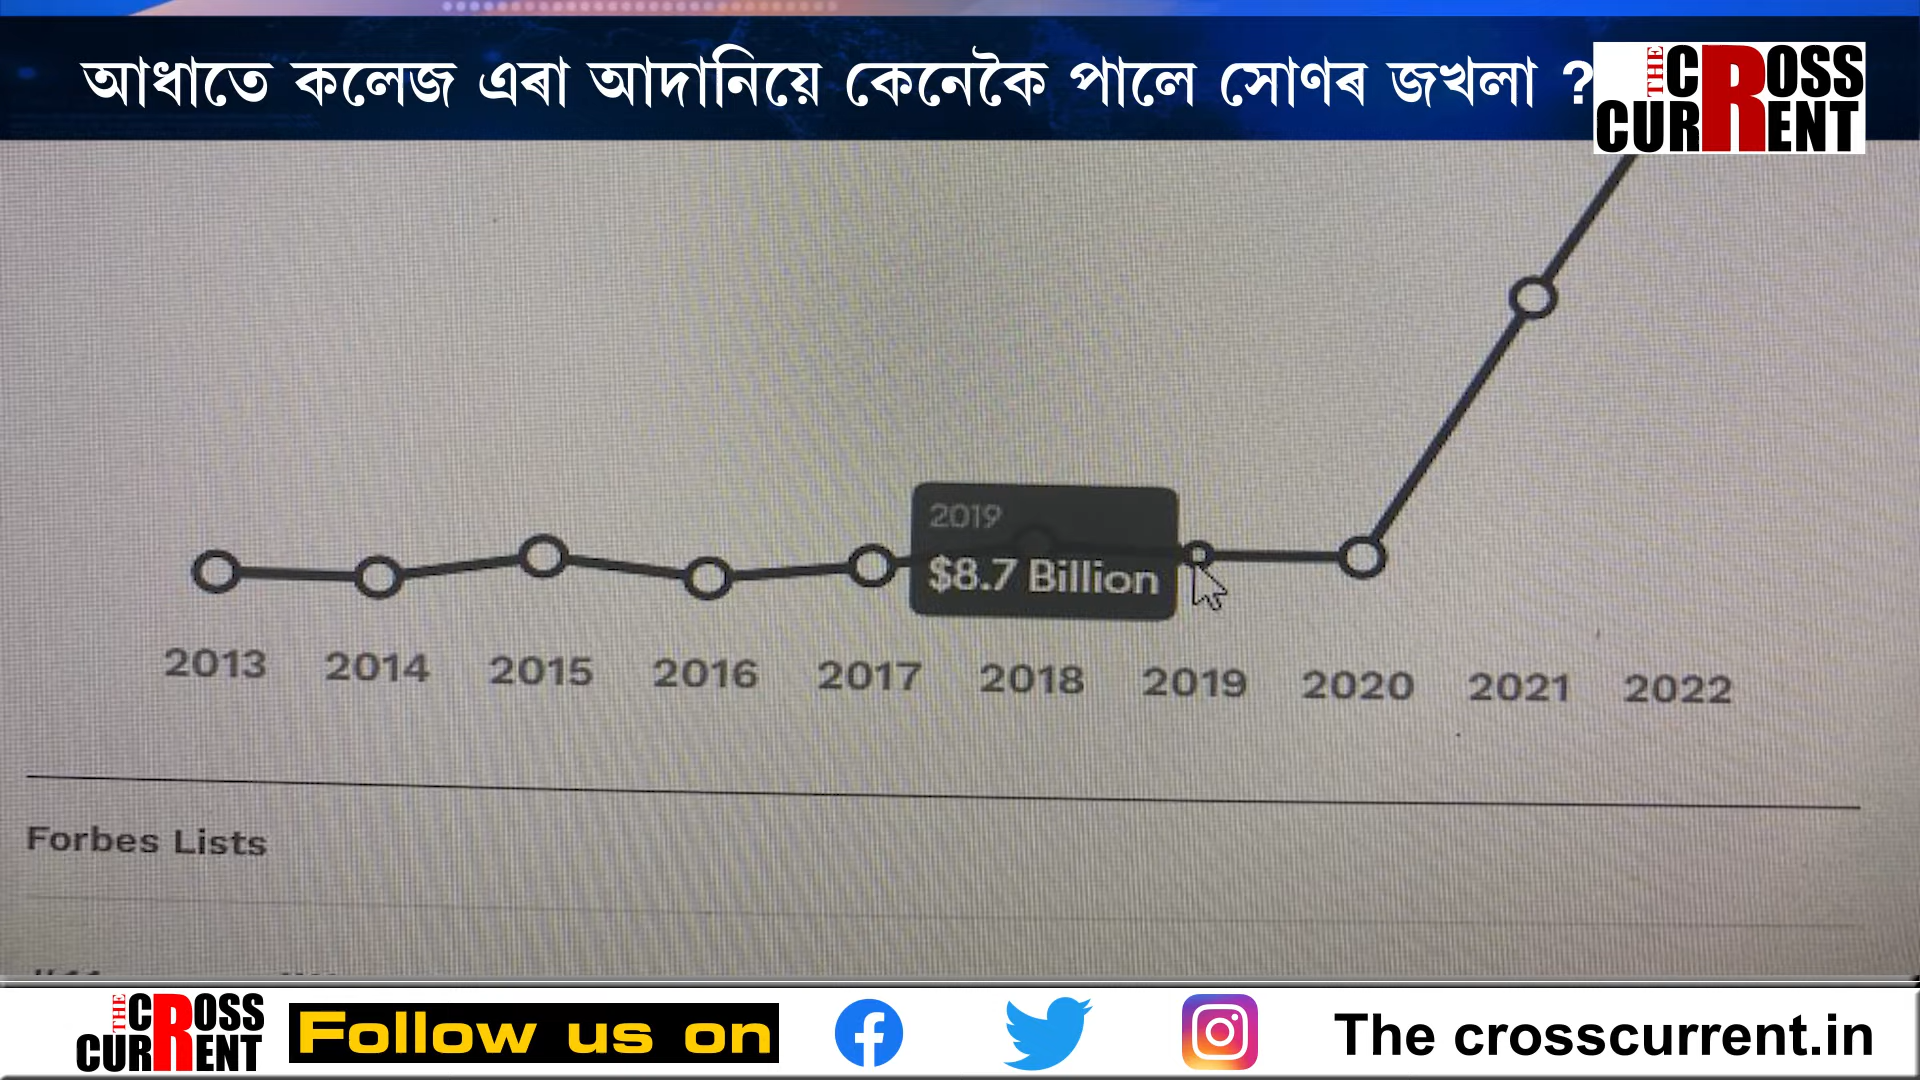 আধাতে কলেজ এৰা আদানিয়ে কেনেকৈ পালে সোণৰ জখলা ?
THE CROSS
CURRENT
2019
$8.7 Billion
2013 2014 2015 2016 2017 2018 2019 2020 2021 2022
Forbes Lists
THE CROSS
CURRENT
Follow us on
The crosscurrent.in